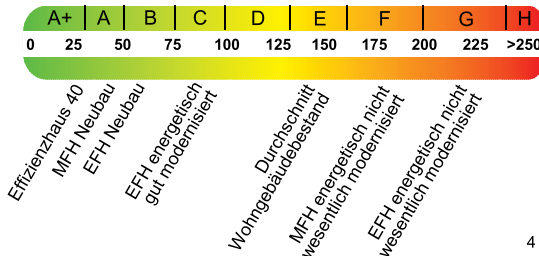 A+ A B C D E F G H
0 25 50 75 100 125 150 175 200 225 >250
Effizienzhaus 40
MFH Neubau
EFH Neubau
EFH energetisch
gut modernisiert
Durchschnitt
Wohngebäudebestand
MFH energetisch nicht
wesentlich modernisiert
EFH energetisch nicht
wesentlich modernisiert
4